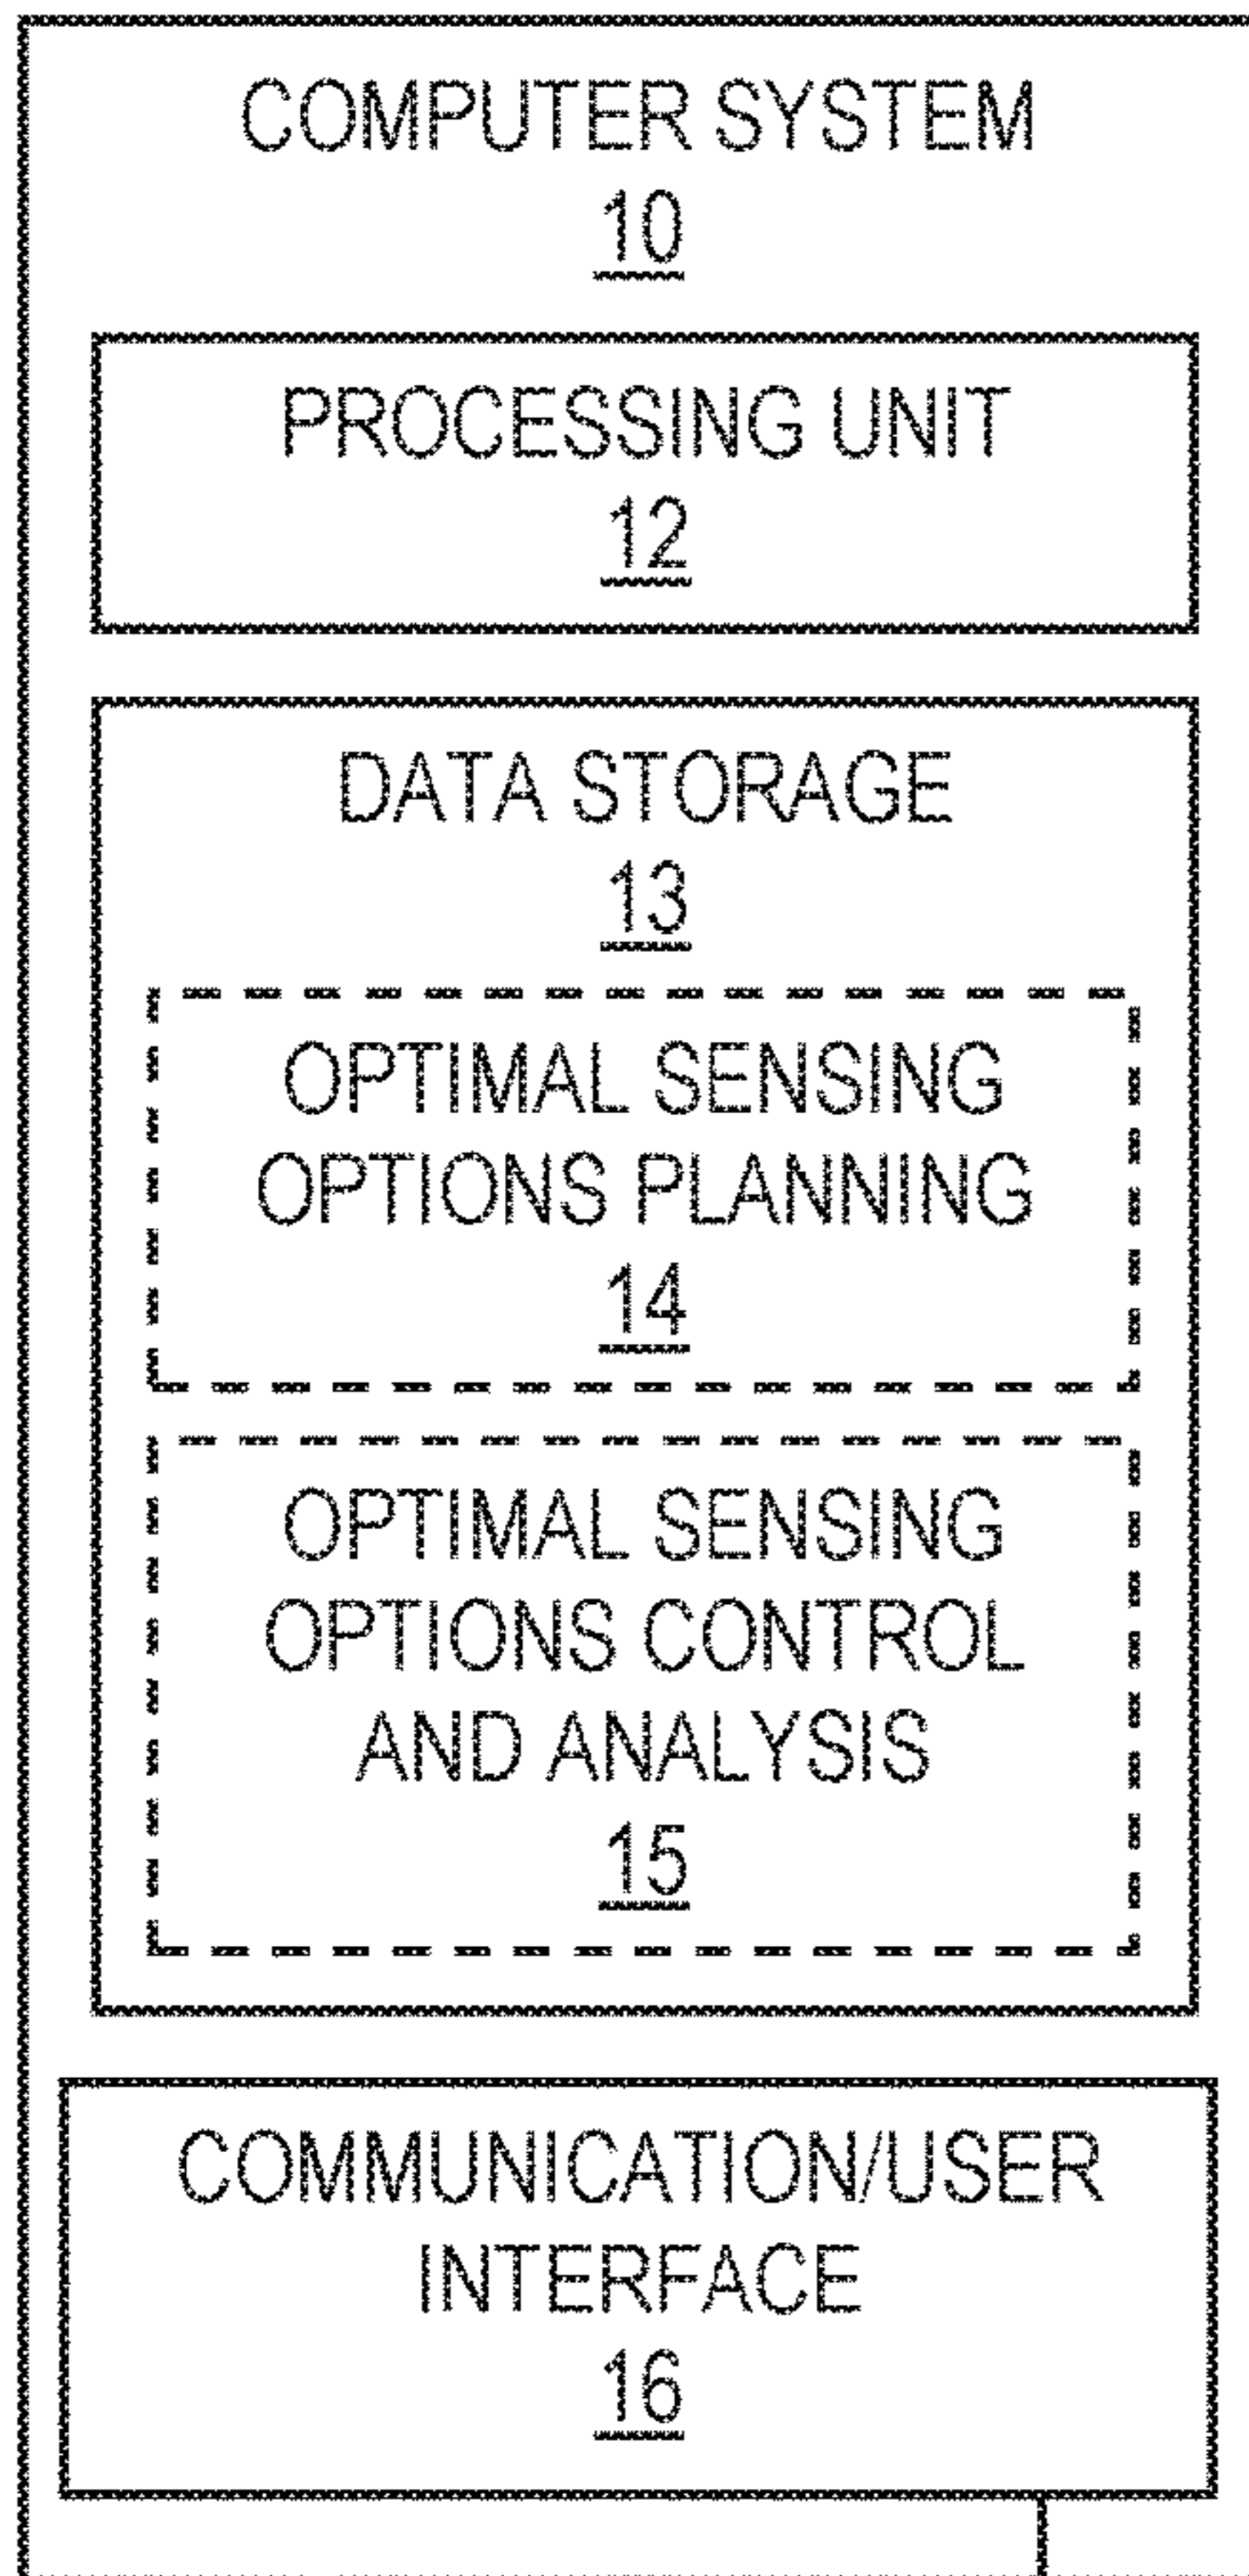 COMPUTER SYSTEM
10
PROCESSING UNIT
12
DATA STORAGE
13
OPTIMAL SENSING
OPTIONS PLANNING
14
OPTIMAL SENSING
OPTIONS CONTROL
AND ANALYSIS
15
COMMUNICATION/USER
INTERFACE
16